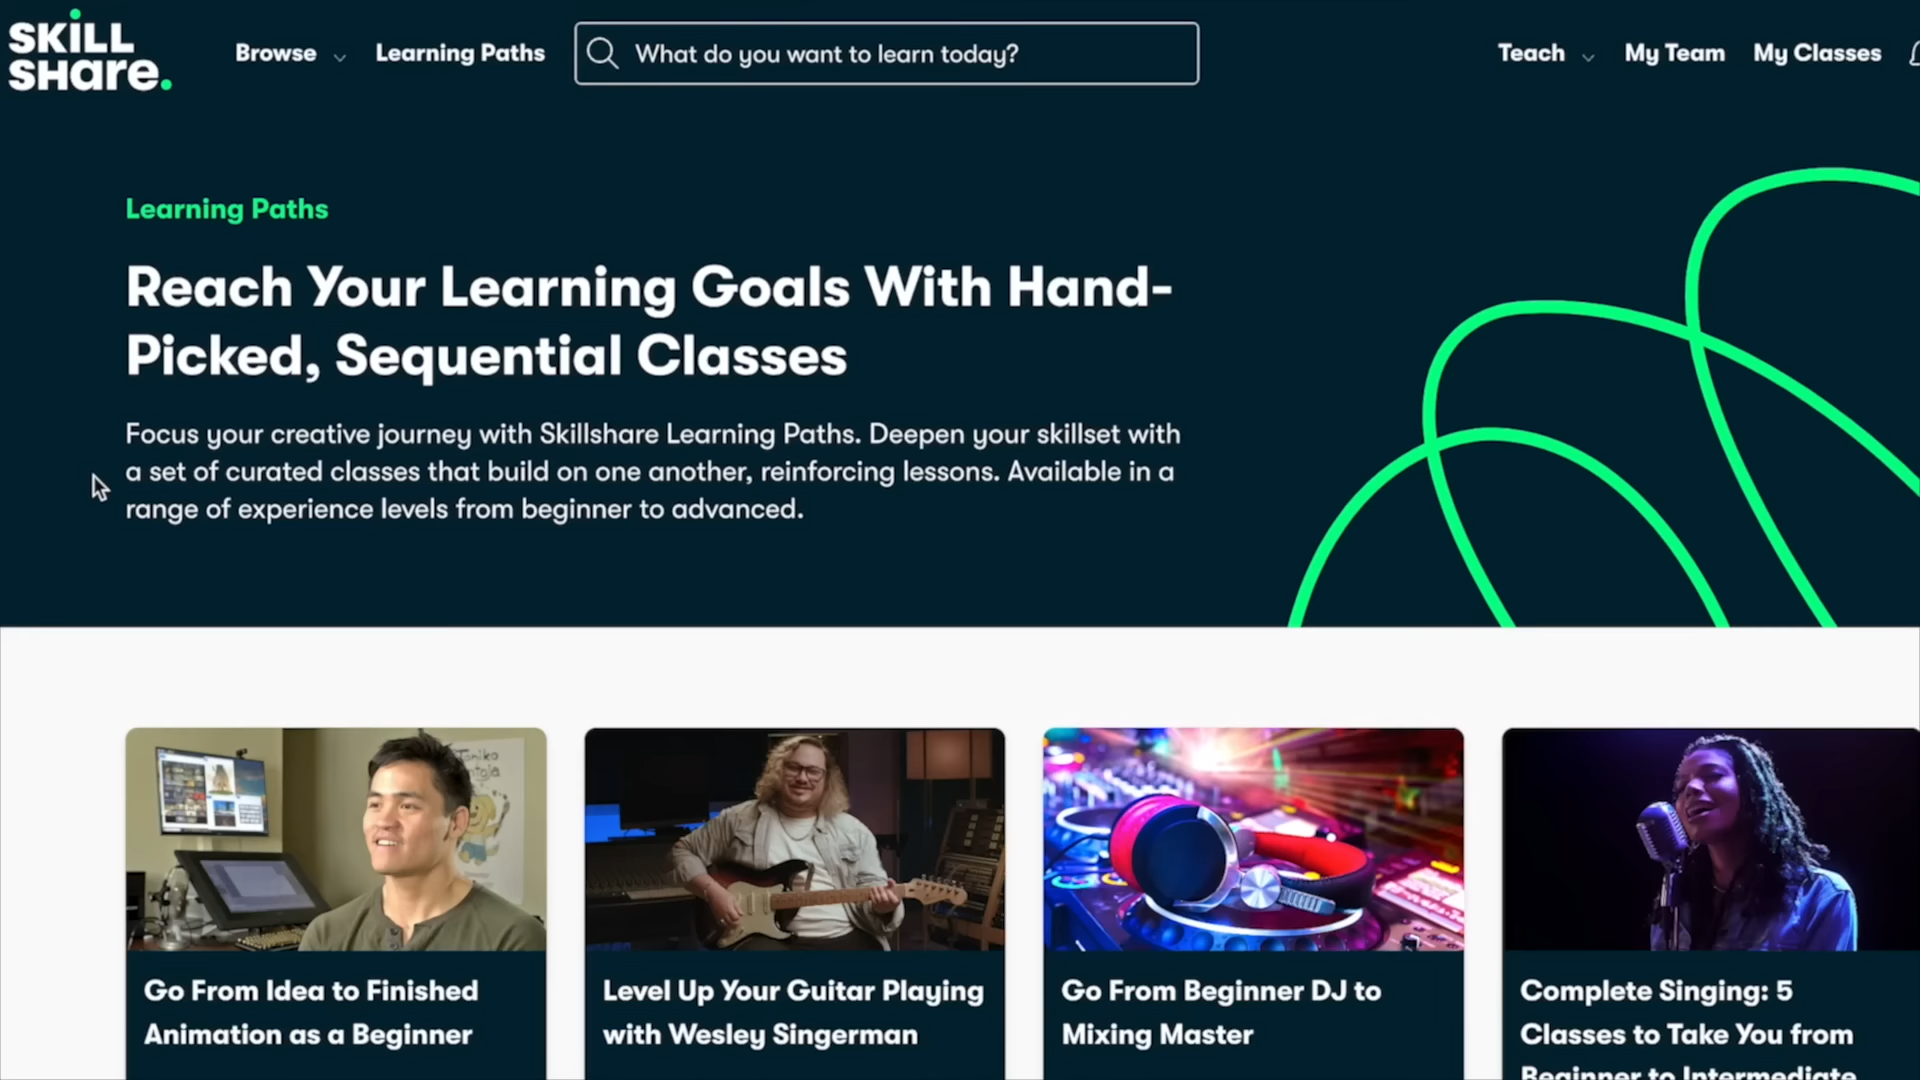 SKILL
SHare.
Browse
Learning Paths
What do you want to learn today?
Teach
My Team
My Classes
Learning Paths
Reach Your Learning Goals With Hand-
Picked, Sequential Classes
Focus your creative journey with Skillshare Learning Paths. Deepen your skillset with
a set of curated classes that build on one another, reinforcing lessons. Available in a
range of experience levels from beginner to advanced.
Go From Idea to Finished
Animation as a Beginner
Level Up Your Guitar Playing
with Wesley Singerman
Go From Beginner DJ to
Mixing Master
Complete Singing: 5
Classes to Take You from
Beginner to Intermediate